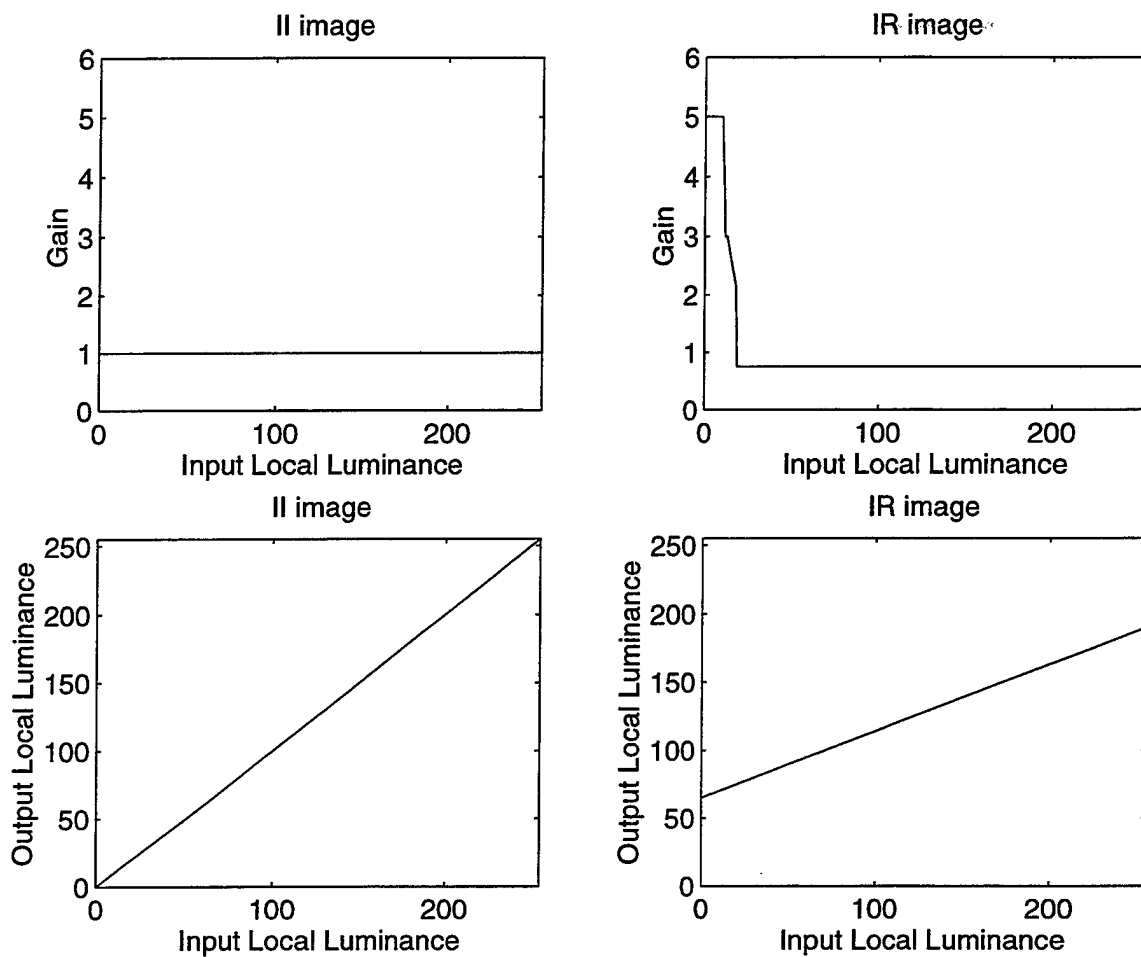 II image
6
5
4
3
2
1
0
Gain
0 100 200
Input Local Luminance
IR image
6
5
4
3
2
1
0
Gain
0 100 200
Input Local Luminance
II image
250
200
150
100
50
0
Output Local Luminance
0 100 200
Input Local Luminance
IR image
250
200
150
100
50
0
Output Local Luminance
0 100 200
Input Local Luminance